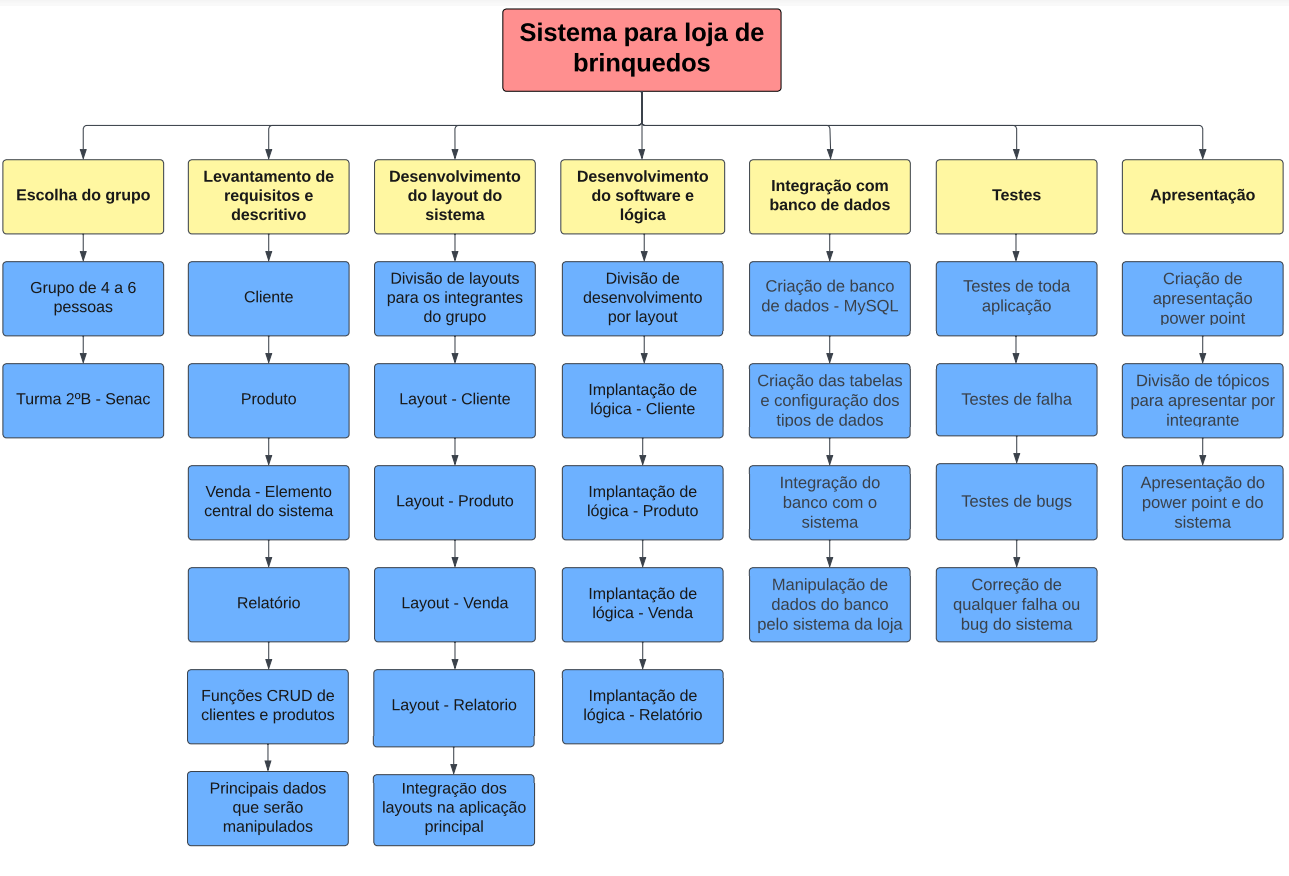 Sistema para loja de
brinquedos
Escolha do grupo
Grupo de 4 a 6
pessoas
Turma 2ºB - Senac
Levantamento de
requisitos e
descritivo
Cliente
Produto
Venda - Elemento
central do sistema
Relatório
Funções CRUD de
clientes e produtos
Principais dados
que serão
manipulados
Desenvolvimento
do layout do
sistema
Divisão de layouts
para os integrantes
do grupo
Layout - Cliente
Layout - Produto
Layout - Venda
Layout - Relatorio
Integração dos
layouts na aplicação
principal
Desenvolvimento
do software e
lógica
Divisão de
desenvolvimento
por layout
Implantação de
lógica - Cliente
Implantação de
lógica - Produto
Implantação de
lógica - Venda
Implantação de
lógica - Relatório
Integração com
banco de dados
Criação de banco
de dados - MySQL
Criação das tabelas
e configuração dos
tipos de dados
Integração do
banco com o
sistema
Manipulação de
dados do banco
pelo sistema da loja
Testes
Testes de toda
aplicação
Testes de falha
Testes de bugs
Correção de
qualquer falha ou
bug do sistema
Apresentação
Criação de
apresentação
power point
Divisão de tópicos
para apresentar por
integrante
Apresentação do
power point e do
sistema